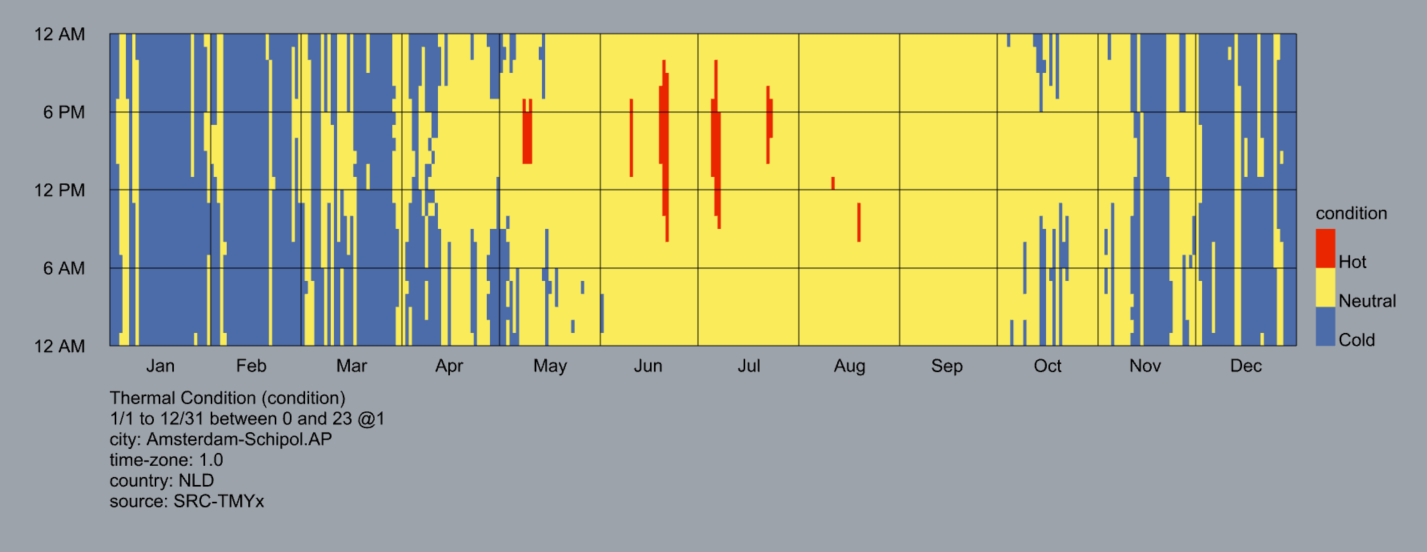 12 AM
6 PM
12 PM
6 AM
12 AM
Jan Feb Mar Apr May Jun Jul Aug Sep Oct Nov Dec
condition
Hot
Neutral
Cold
Thermal Condition (condition)
1/1 to 12/31 between 0 and 23 @1
city: Amsterdam-Schipol.AP
time-zone: 1.0
country: NLD
source: SRC-TMYx